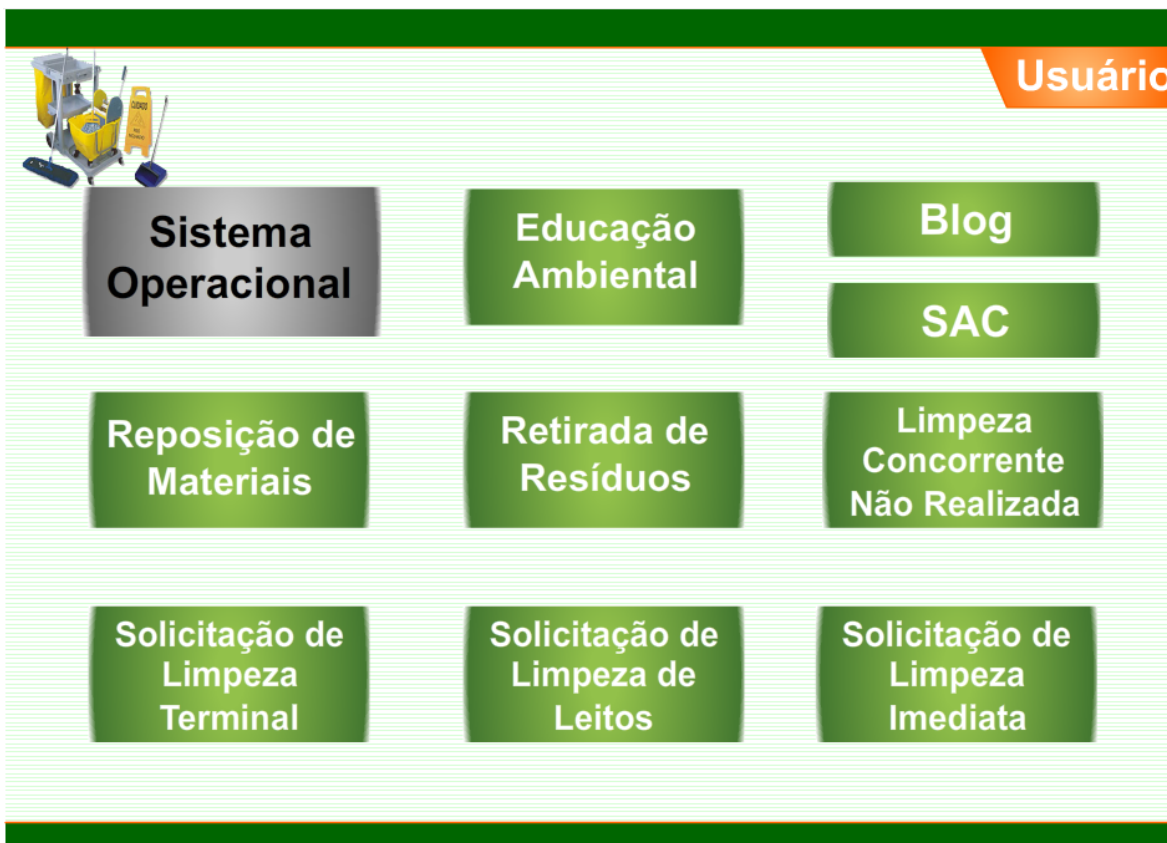 Usuário
CUIDADO
Sistema
Operacional
Educação
Ambiental
Blog
SAC
Reposição de
Materiais
Retirada de
Resíduos
Limpeza
Concorrente
Não Realizada
Solicitação de
Limpeza
Terminal
Solicitação de
Limpeza de
Leitos
Solicitação de
Limpeza
Imediata